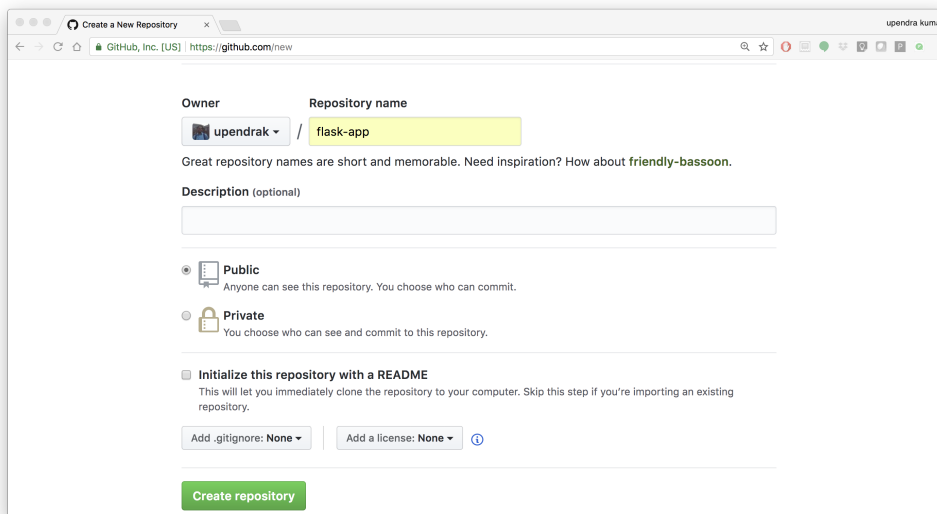 Create a New Repository
upendra kuma
GitHub, Inc. [US] https://github.com/new
Owner
Repository name
upendrak / flask-app
Great repository names are short and memorable. Need inspiration? How about friendly-bassoon.
Description (optional)
Public
Anyone can see this repository. You choose who can commit.
Private
You choose who can see and commit to this repository.
Initialize this repository with a README
This will let you immediately clone the repository to your computer. Skip this step if you're importing an existing
repository.
Add .gitignore: None
Add a license: None
Create repository